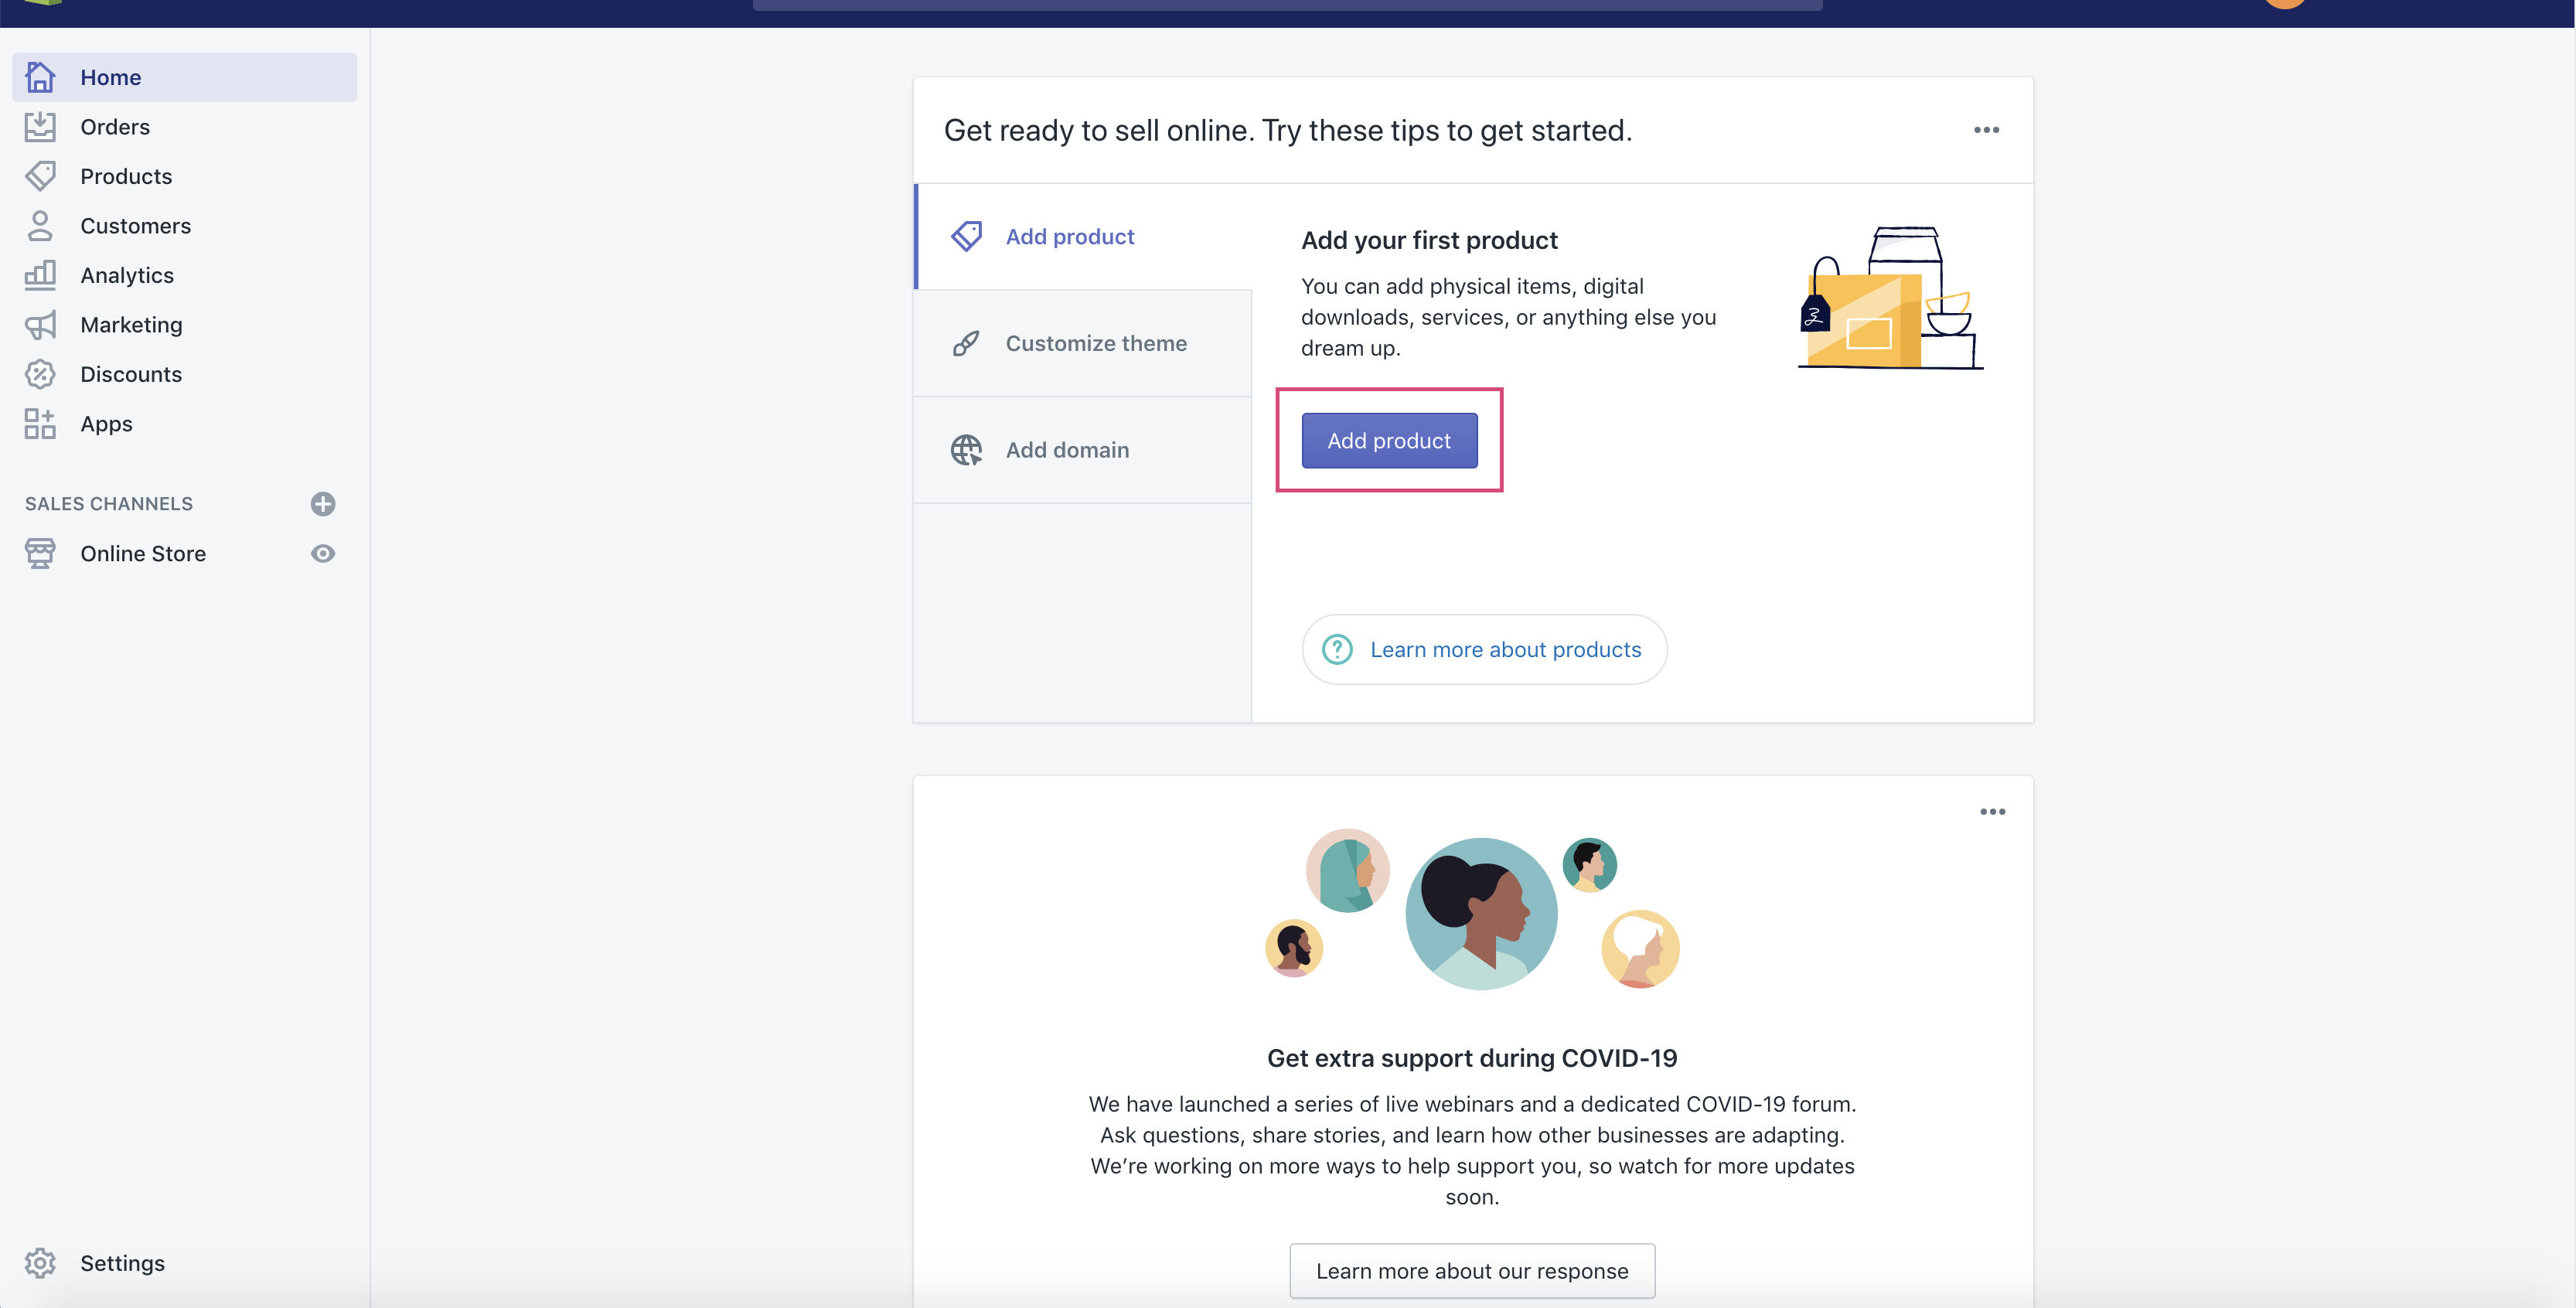 Home
Orders
Products
Customers
Analytics
Marketing
Discounts
Apps
SALES CHANNELS
Online Store
Settings
Get ready to sell online. Try these tips to get started.
Add product
Customize theme
Add domain
Add your first product
You can add physical items, digital
downloads, services, or anything else you
dream up.
Add product
Learn more about products
Get extra support during COVID-19
We have launched a series of live webinars and a dedicated COVID-19 forum.
Ask questions, share stories, and learn how other businesses are adapting.
We’re working on more ways to help support you, so watch for more updates
soon.
Learn more about our response